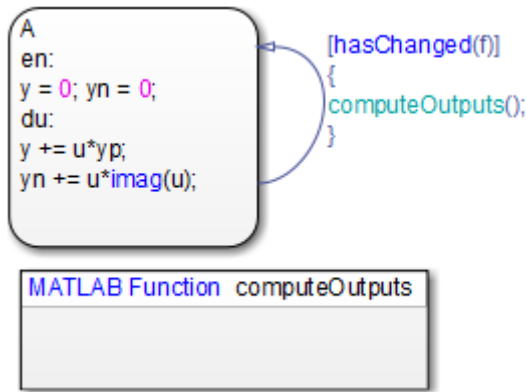 A
en:
y = 0; yn = 0;
du:
y += u*yp;
yn += u*imag(u);
[hasChanged(f)]
{
computeOutputs();
}
MATLAB Function computeOutputs